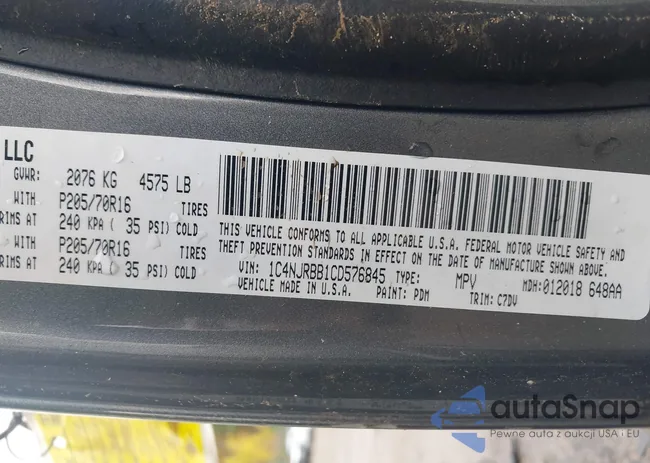 LLC
GVWR: 2076 KG 4575 LB
WITH P205/70R16 TIRES
RIMS AT 240 KPA ( 35 PSI) COLD
WITH P205/70R16 TIRES
RIMS AT 240 KPA ( 35 PSI) COLD
THIS VEHICLE CONFORMS TO ALL APPLICABLE U.S.A. FEDERAL MOTOR VEHICLE SAFETY AND
THEFT PREVENTION STANDARDS IN EFFECT ON THE DATE OF MANUFACTURE SHOWN ABOVE.
VIN: 1C4NJRBB1CD576845 TYPE: MPV MDH:012018 648AA
VEHICLE MADE IN U.S.A. PAINT: PDM TRIM: C7DV
autaSnap
Pewne auta z aukcji USA i EU